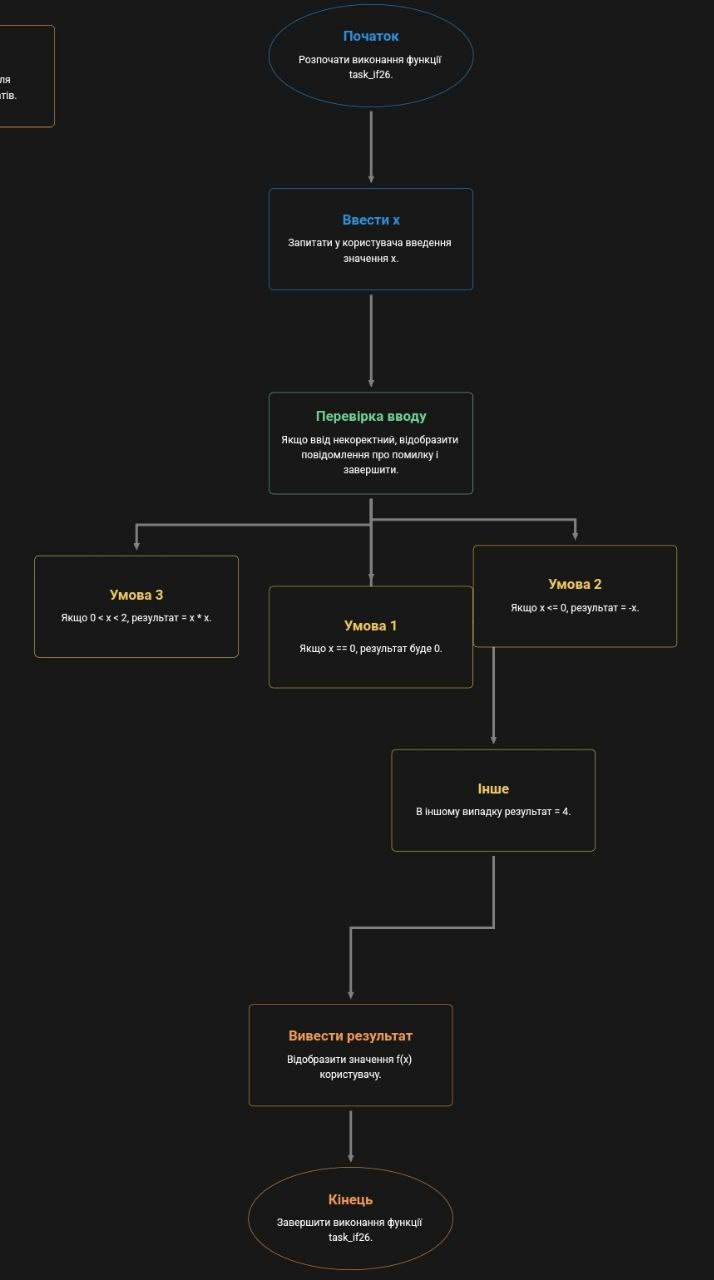 Початок
Розпочати виконання функції
task_if26.
ля
тів.
Ввести x
Запитати у користувача введення
значення x.
Перевірка вводу
Якщо ввід некоректний, відобразити
повідомлення про помилку і
завершити.
Умова 3
Якщо 0 < x < 2, результат = x * x.
Умова 1
Якщо x == 0, результат буде 0.
Умова 2
Якщо x <= 0, результат = -x.
Інше
В іншому випадку результат = 4.
Вивести результат
Відобразити значення f(x)
користувачу.
Кінець
Завершити виконання функції
task_if26.